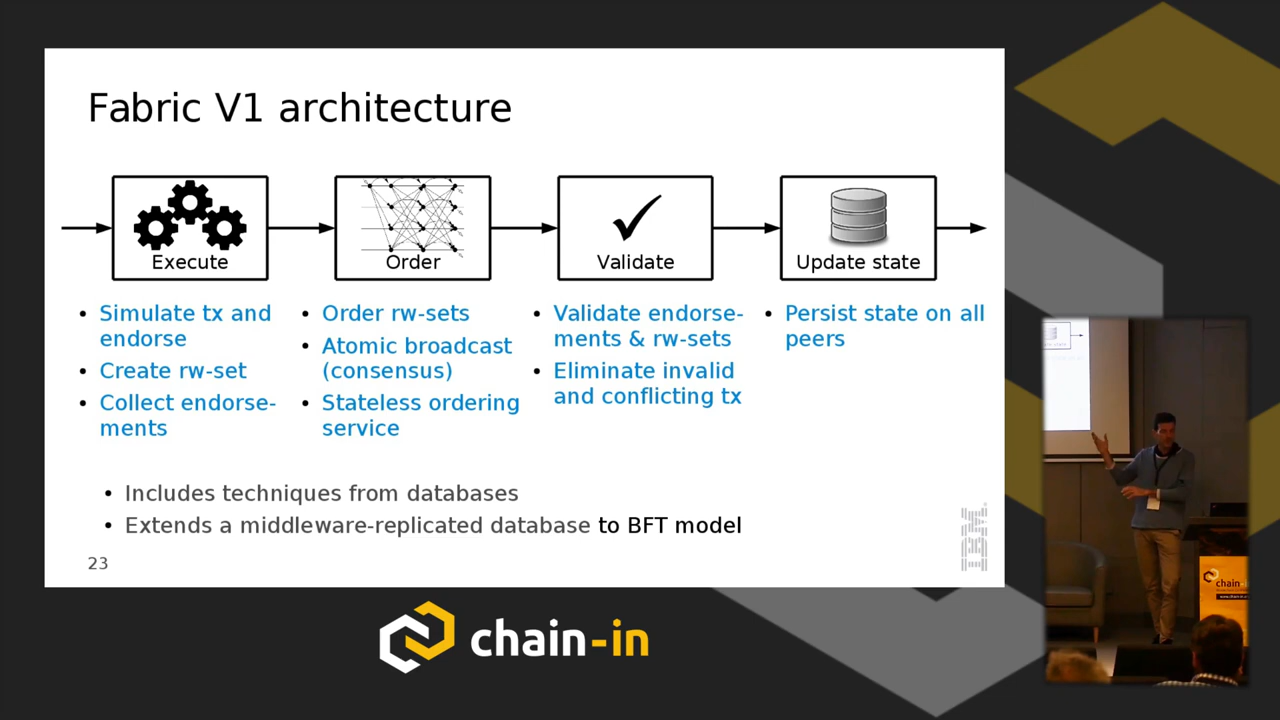 Fabric V1 architecture
Execute
Order
Validate
Update state
• Simulate tx and
endorse
• Create rw-set
• Collect endorse-
ments
• Order rw-sets
• Atomic broadcast
(consensus)
• Stateless ordering
service
• Validate endorse-
ments & rw-sets
• Eliminate invalid
and conflicting tx
• Persist state on all
peers
• Includes techniques from databases
• Extends a middleware-replicated database to BFT model
23
IBM
chain-in
chain-in